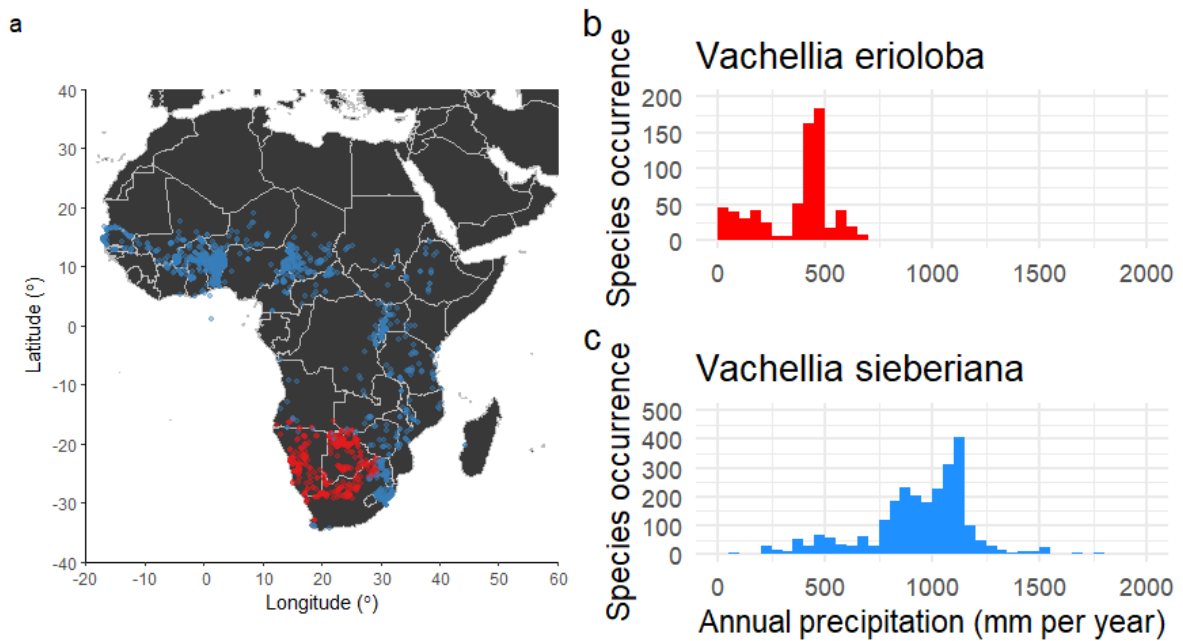 a
40
30
20
10
0
-10
-20
-30
-40
-20 -10 0 10 20 30 40 50 60
Latitude (°)
Longitude (°)
b
Vachellia erioloba
Species occurrence
200
150
100
50
0
0 500 1000 1500 2000
c
Vachellia sieberiana
Species occurrence
500
400
300
200
100
0
0 500 1000 1500 2000
Annual precipitation (mm per year)